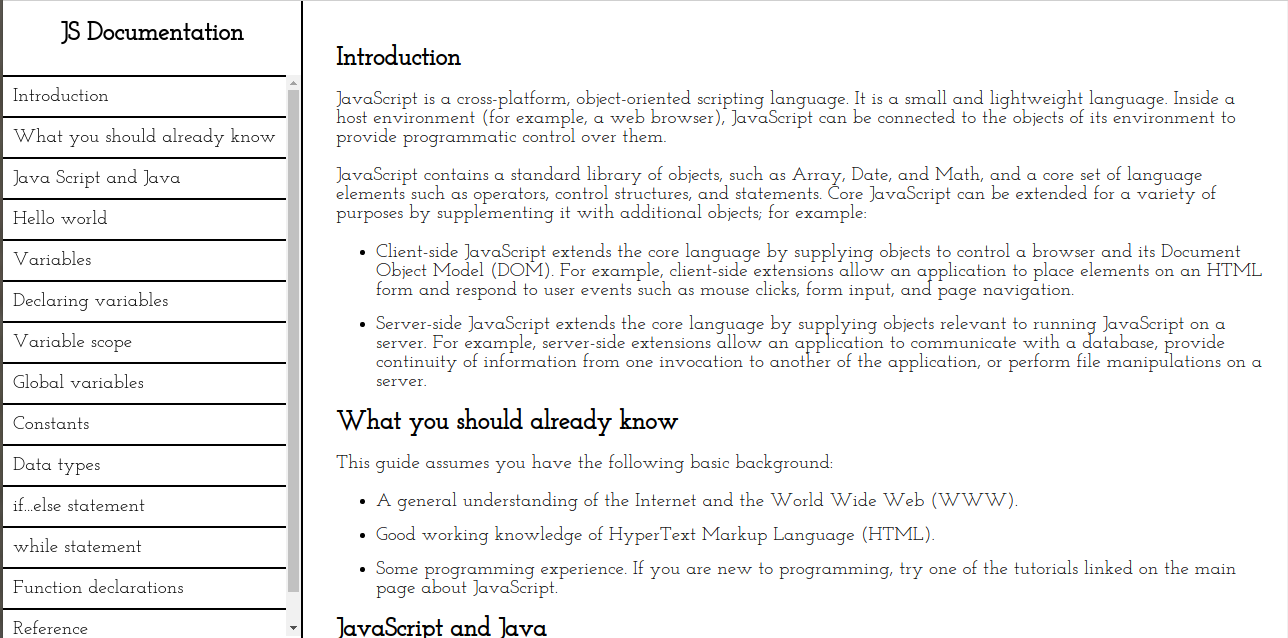 JS Documentation
Introduction
What you should already know
Java Script and Java
Hello world
Variables
Declaring variables
Variable scope
Global variables
Constants
Data types
if...else statement
while statement
Function declarations
Reference
Introduction
JavaScript is a cross-platform, object-oriented scripting language. It is a small and lightweight language. Inside a
host environment (for example, a web browser), JavaScript can be connected to the objects of its environment to
provide programmatic control over them.
JavaScript contains a standard library of objects, such as Array, Date, and Math, and a core set of language
elements such as operators, control structures, and statements. Core JavaScript can be extended for a variety of
purposes by supplementing it with additional objects; for example:
• Client-side JavaScript extends the core language by supplying objects to control a browser and its Document
Object Model (DOM). For example, client-side extensions allow an application to place elements on an HTML
form and respond to user events such as mouse clicks, form input, and page navigation.
• Server-side JavaScript extends the core language by supplying objects relevant to running JavaScript on a
server. For example, server-side extensions allow an application to communicate with a database, provide
continuity of information from one invocation to another of the application, or perform file manipulations on a
server.
What you should already know
This guide assumes you have the following basic background:
• A general understanding of the Internet and the World Wide Web (WWW).
• Good working knowledge of HyperText Markup Language (HTML).
• Some programming experience. If you are new to programming, try one of the tutorials linked on the main
page about JavaScript.
JavaScript and Java